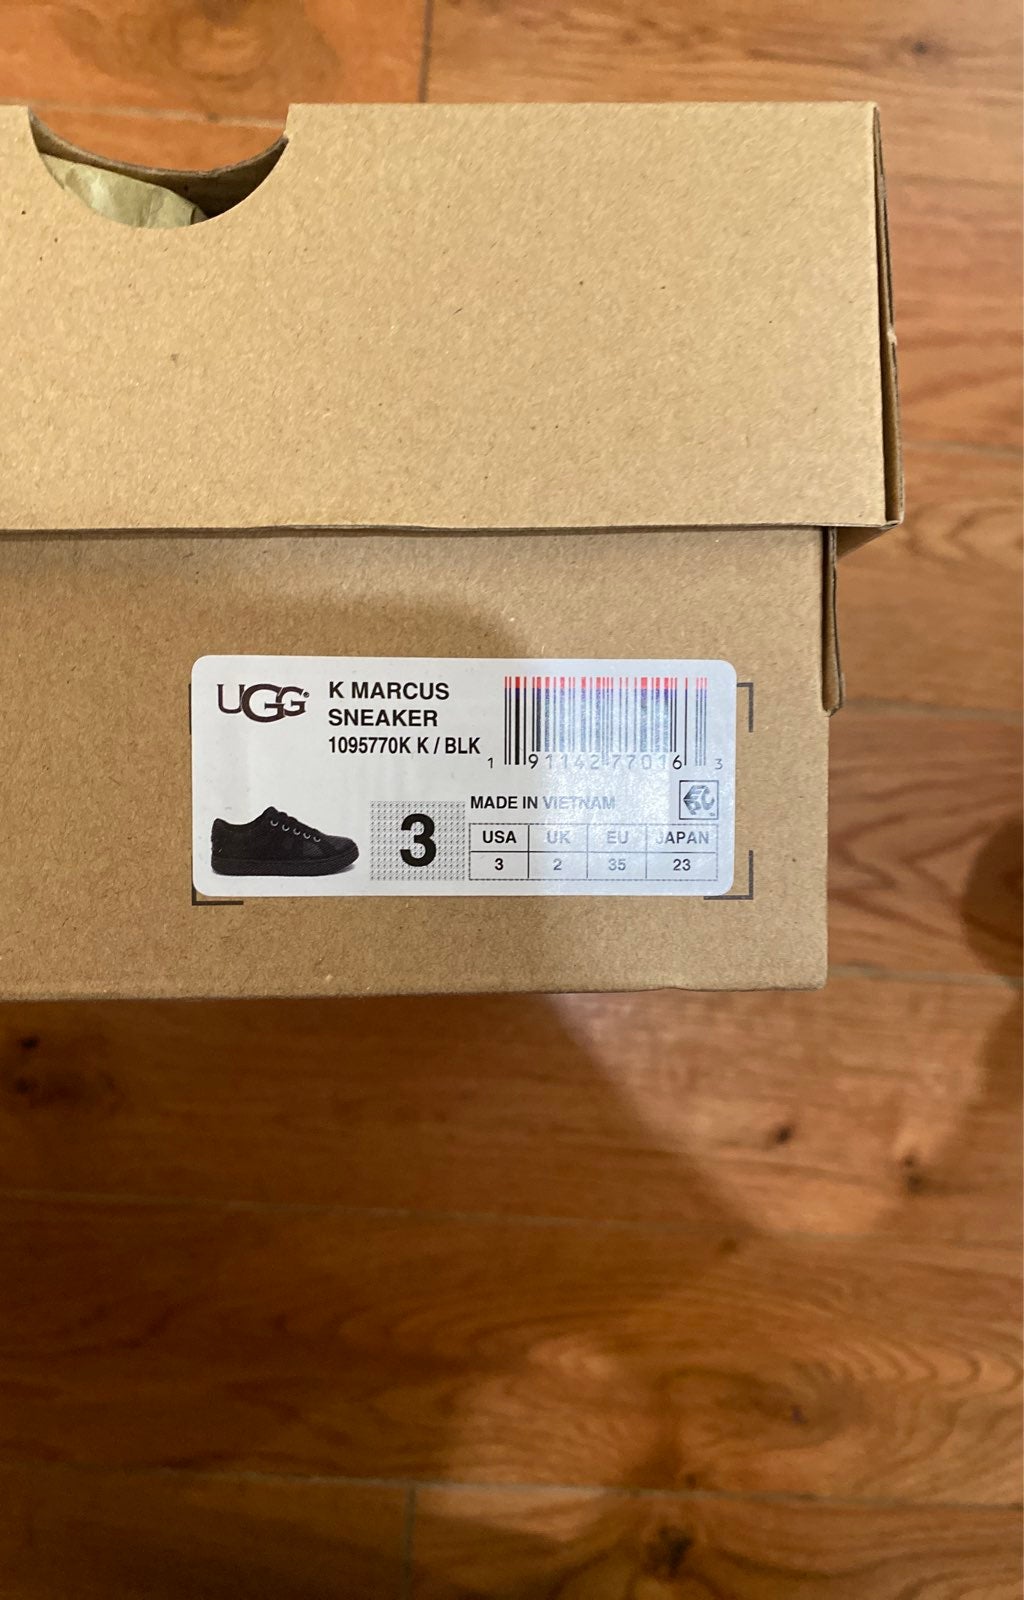 UGG®
K MARCUS
SNEAKER
1095770K K / BLK
1 91142 77016 3
MADE IN VIETNAM
3
USA UK EU JAPAN
3 2 35 23